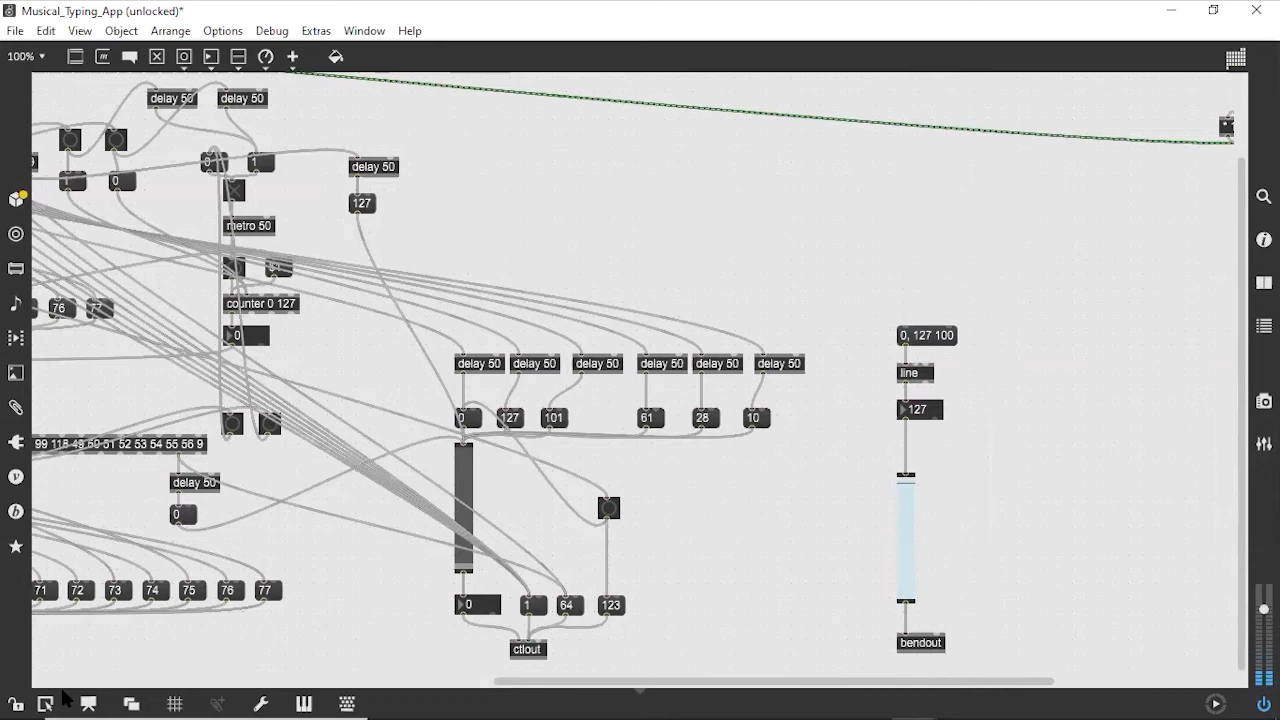 Musical_Typing_App (unlocked)*
File Edit View Object Arrange Options Debug Extras Window Help
100%
delay 50 delay 50
1 0 0 1 delay 50
127
metro 50
76 77
counter 0 127
0
0, 127 100
delay 50 delay 50 delay 50 delay 50 delay 50 delay 50
line
127
0 127 101 61 28 10
99 118 49 50 51 52 53 54 55 56 9
delay 50
0
71 72 73 74 75 76 77
0 1 64 123
ctlout
bendout